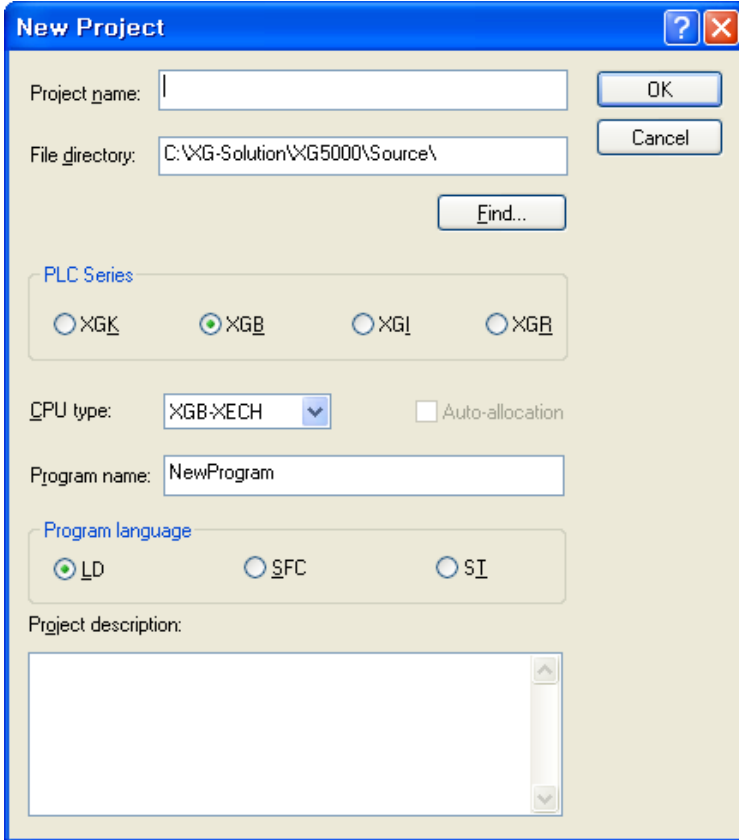 New Project
Project name:
OK
File directory: C:\XG-Solution\XG5000\Source\
Cancel
Find...
PLC Series
XGK XGB XGI XGR
CPU type: XGB-XECH Auto-allocation
Program name: NewProgram
Program language
LD SFC ST
Project description: